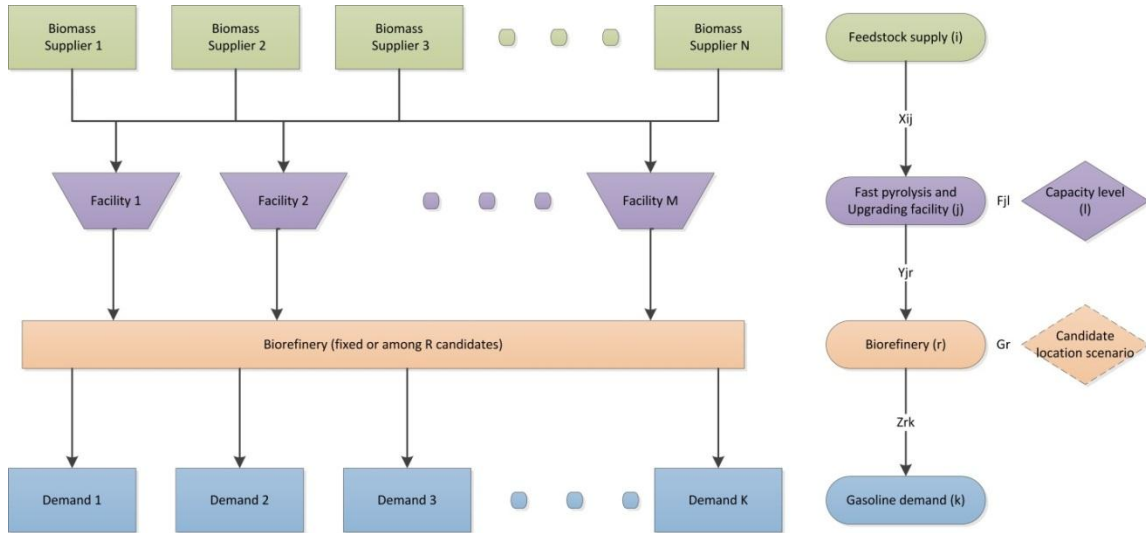 Biomass
Supplier 1
Biomass
Supplier 2
Biomass
Supplier 3
Biomass
Supplier N
Feedstock supply (i)
Xij
Facility 1
Facility 2
Facility M
Fast pyrolysis and
Upgrading facility (j)
Fjl
Capacity level
(l)
Yjr
Biorefinery (fixed or among R candidates)
Biorefinery (r)
Gr
Candidate
location scenario
Zrk
Demand 1
Demand 2
Demand 3
Demand K
Gasoline demand (k)